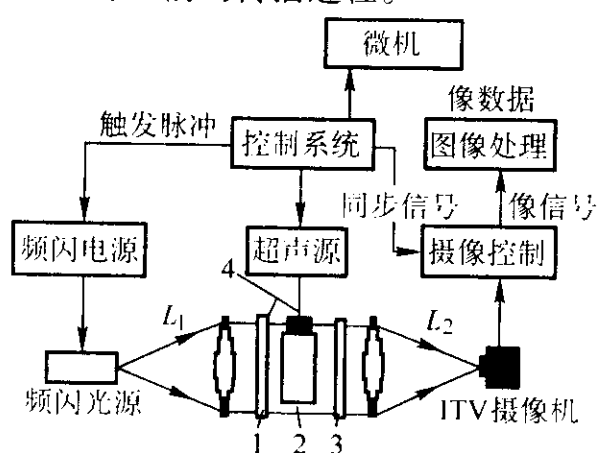 微机
触发脉冲
控制系统
像数据
图像处理
同步信号
像信号
频闪电源
超声源
摄像控制
4
L1
L2
频闪光源
ITV摄像机
1 2 3